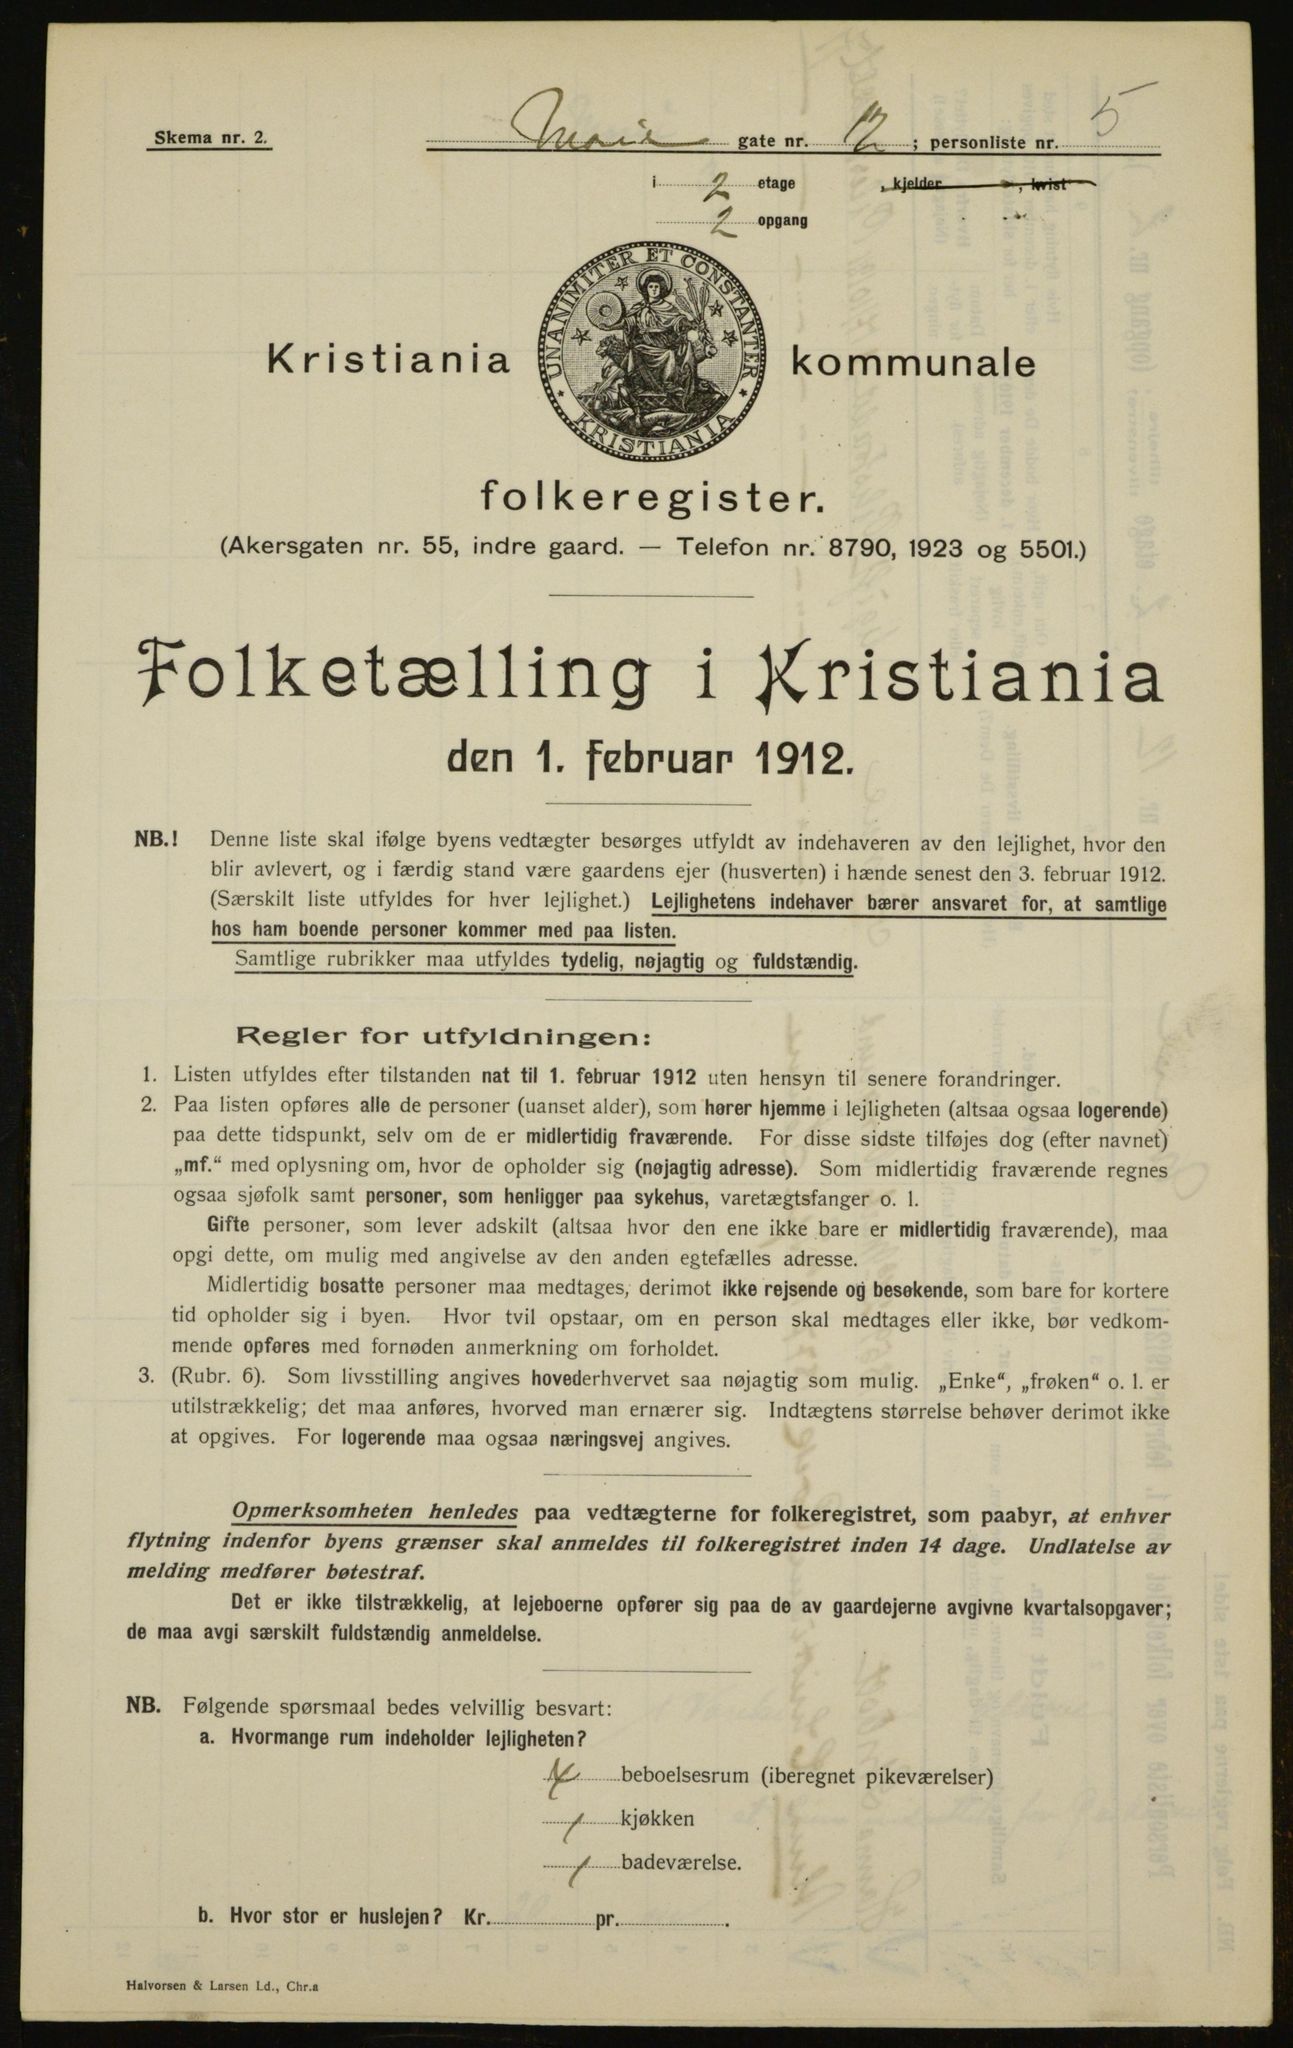 Skema nr. 2.
Marie gate nr. 12 ; personliste nr. 5
i 2 etage , kjelder , kvist
2 opgang
UNANIMITER ET CONSTANTER
KRISTIANIA
Kristiania kommunale
folkeregister.
(Akersgaten nr. 55, indre gaard. — Telefon nr. 8790, 1923 og 5501.)
Folketælling i Kristiania
den 1. februar 1912.
NB.! Denne liste skal ifølge byens vedtægter besørges utfyldt av indehaveren av den lejlighet, hvor den
blir avlevert, og i færdig stand være gaardens ejer (husverten) i hænde senest den 3. februar 1912.
(Særskilt liste utfyldes for hver lejlighet.) Lejlighetens indehaver bærer ansvaret for, at samtlige
hos ham boende personer kommer med paa listen.
Samtlige rubrikker maa utfyldes tydelig, nøjagtig og fuldstændig.
Regler for utfyldningen:
1. Listen utfyldes efter tilstanden nat til 1. februar 1912 uten hensyn til senere forandringer.
2. Paa listen opføres alle de personer (uanset alder), som hører hjemme i lejligheten (altsaa ogsaa logerende)
paa dette tidspunkt, selv om de er midlertidig fraværende. For disse sidste tilføjes dog (efter navnet)
„mf.“ med oplysning om, hvor de opholder sig (nøjagtig adresse). Som midlertidig fraværende regnes
ogsaa sjøfolk samt personer, som henligger paa sykehus, varetægtsfanger o. l.
Gifte personer, som lever adskilt (altsaa hvor den ene ikke bare er midlertidig fraværende), maa
opgi dette, om mulig med angivelse av den anden egtefælles adresse.
Midlertidig bosatte personer maa medtages, derimot ikke rejsende og besøkende, som bare for kortere
tid opholder sig i byen. Hvor tvil opstaar, om en person skal medtages eller ikke, bør vedkom-
mende opføres med fornøden anmerkning om forholdet.
3. (Rubr. 6). Som livsstilling angives hovederhvervet saa nøjagtig som mulig. „Enke“, „frøken“ o. l. er
utilstrækkelig; det maa anføres, hvorved man ernærer sig. Indtægtens størrelse behøver derimot ikke
at opgives. For logerende maa ogsaa næringsvej angives.
Opmerksomheten henledes paa vedtægterne for folkeregistret, som paabyr, at enhver
flytning indenfor byens grænser skal anmeldes til folkeregistret inden 14 dage. Undlatelse av
melding medfører bøtestraf.
Det er ikke tilstrækkelig, at lejeboerne opfører sig paa de av gaardejerne avgivne kvartalsopgaver;
de maa avgi særskilt fuldstændig anmeldelse.
NB. Følgende spørsmaal bedes velvillig besvart:
a. Hvormange rum indeholder lejligheten?
4 beboelsesrum (iberegnet pikeværelser)
1 kjøkken
1 badeværelse.
b. Hvor stor er huslejen? Kr. pr. .
Halvorsen & Larsen Ld., Chr.a